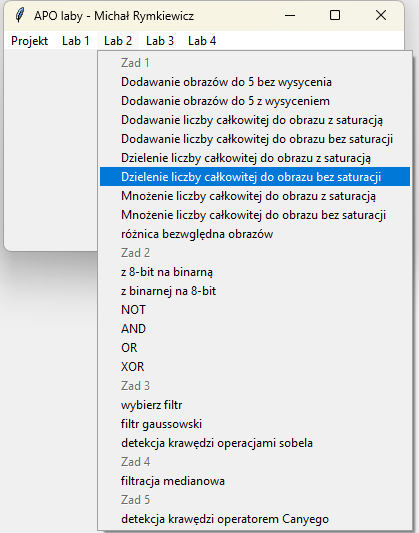 APO laby - Michał Rymkiewicz
Projekt Lab 1 Lab 2 Lab 3 Lab 4
Zad 1
Dodawanie obrazów do 5 bez wysycenia
Dodawanie obrazów do 5 z wysyceniem
Dodawanie liczby całkowitej do obrazu z saturacją
Dodawanie liczby całkowitej do obrazu bez saturacji
Dzielenie liczby całkowitej do obrazu z saturacją
Dzielenie liczby całkowitej do obrazu bez saturacji
Mnożenie liczby całkowitej do obrazu z saturacją
Mnożenie liczby całkowitej do obrazu bez saturacji
różnica bezwględna obrazów
Zad 2
z 8-bit na binarną
z binarnej na 8-bit
NOT
AND
OR
XOR
Zad 3
wybierz filtr
filtr gaussowski
detekcja krawędzi operacjami sobela
Zad 4
filtracja medianowa
Zad 5
detekcja krawędzi operatorem Canyego